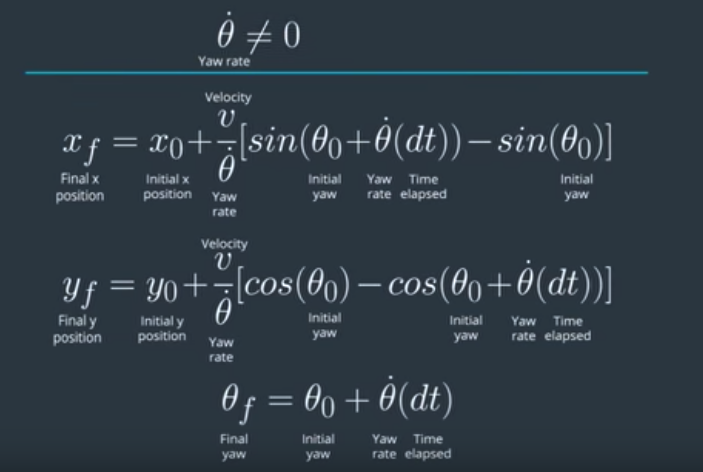 θ̇ ≠ 0
Yaw rate
Velocity
x_f = x_0 + v/θ̇ [sin(θ_0 + θ̇(dt)) − sin(θ_0)]
Final x position
Initial x position
Yaw rate
Initial yaw
Yaw rate
Time elapsed
Initial yaw
Velocity
y_f = y_0 + v/θ̇ [cos(θ_0) − cos(θ_0 + θ̇(dt))]
Final y position
Initial y position
Yaw rate
Initial yaw
Initial yaw
Yaw rate
Time elapsed
θ_f = θ_0 + θ̇(dt)
Final yaw
Initial yaw
Yaw rate
Time elapsed